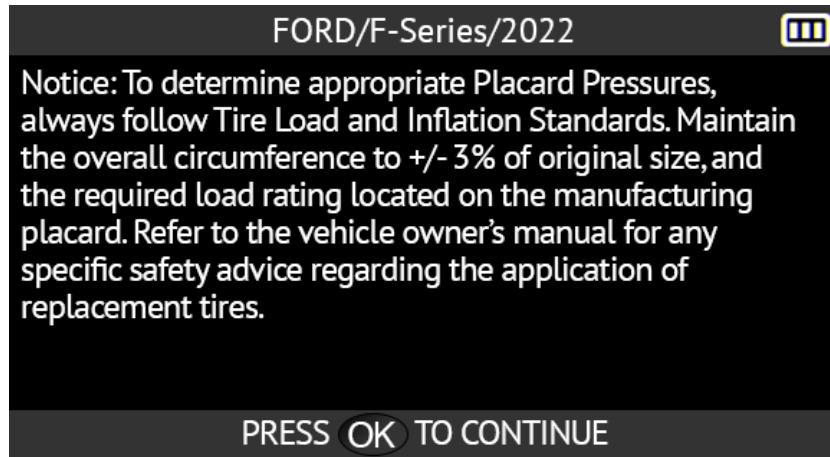 FORD/F-Series/2022
Notice: To determine appropriate Placard Pressures,
always follow Tire Load and Inflation Standards. Maintain
the overall circumference to +/- 3% of original size, and
the required load rating located on the manufacturing
placard. Refer to the vehicle owner's manual for any
specific safety advice regarding the application of
replacement tires.
PRESS OK TO CONTINUE